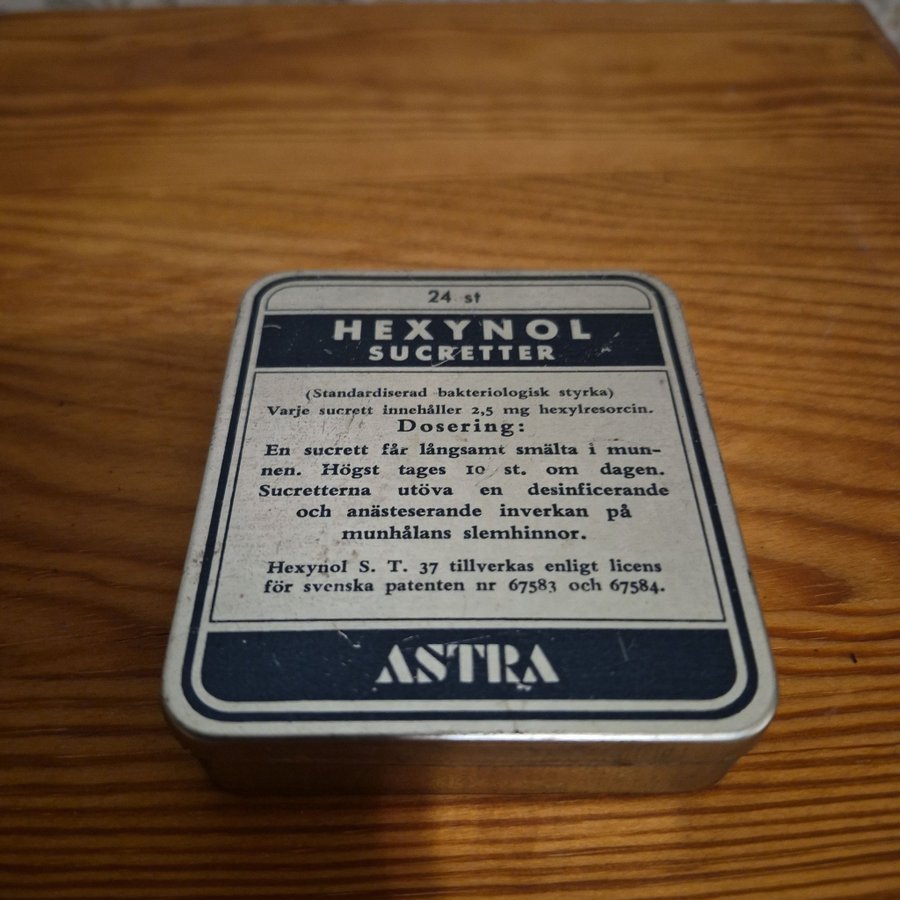 24 st
HEXYNOL
SUCRETTER
(Standardiserad bakteriologisk styrka)
Varje sucrett innehåller 2,5 mg hexylresorcin.
Dosering:
En sucrett får långsamt smälta i mun-
nen. Högst tages 10 st. om dagen.
Sucretterna utöva en desinficerande
och anästeserande inverkan på
munhålans slemhinnor.
Hexynol S. T. 37 tillverkas enligt licens
för svenska patenten nr 67583 och 67584.
ASTRA